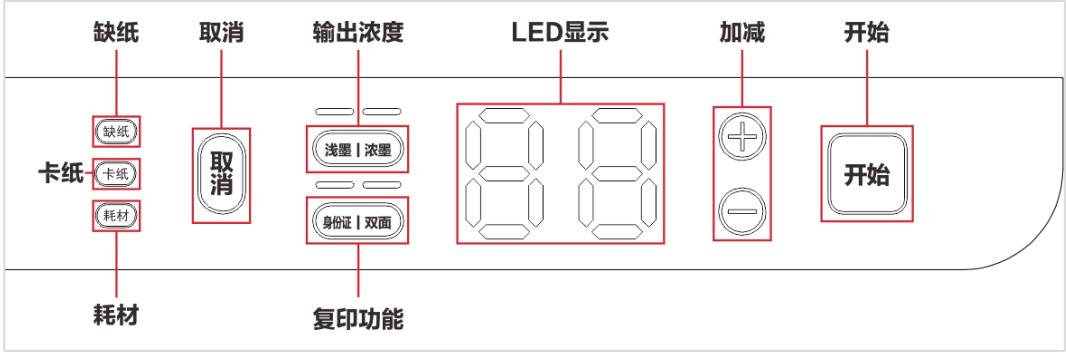 缺纸
取消
输出浓度
LED显示
加减
开始
缺纸
卡纸
卡纸
耗材
取消
浅墨|浓墨
身份证|双面
开始
耗材
复印功能